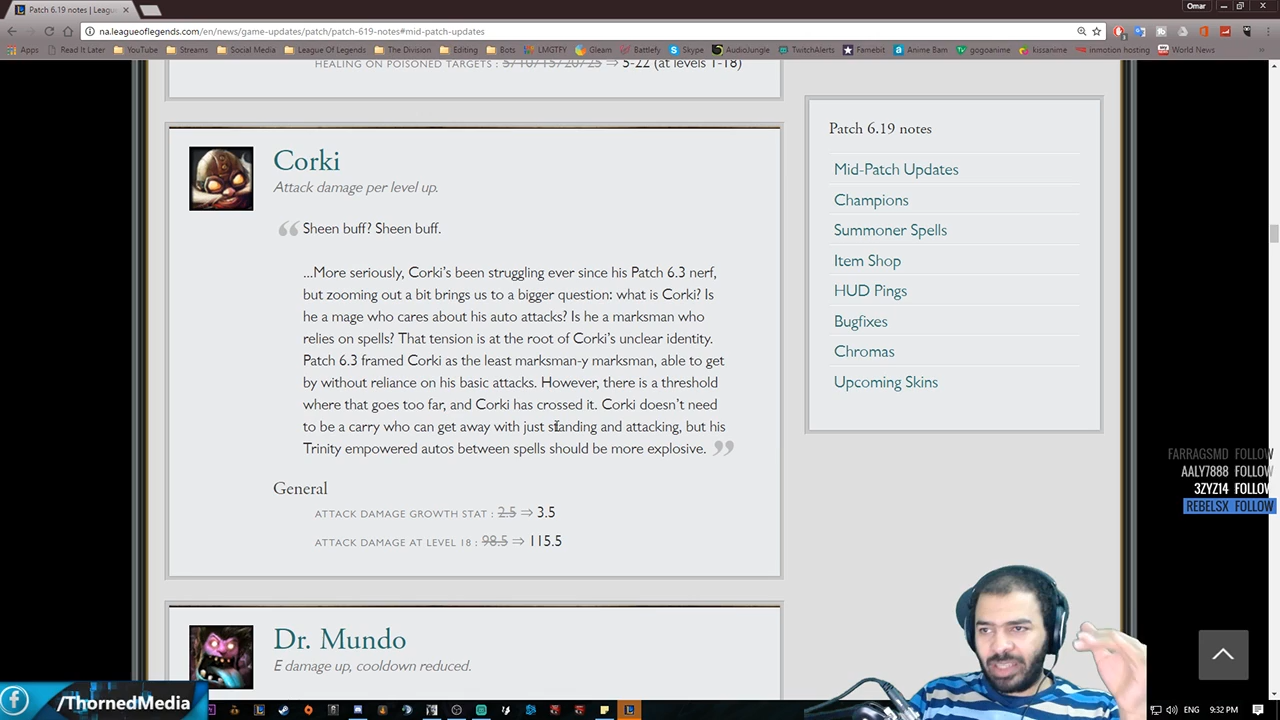 Patch 6.19 notes | Leagu
Omar
na.leagueoflegends.com/en/news/game-updates/patch/patch-619-notes#mid-patch-updates
Apps
Read It Later
YouTube
Streams
Social Media
League Of Legends
The Division
Editing
Bots
LMGTFY
Gleam
Battlefy
Skype
AudioJungle
TwitchAlerts
Famebit
Anime Bam
gogoanime
kissanime
inmotion hosting
World News
HEALING ON POISONED TARGETS : 5/10/15/20/25 ⇒ 5-22 (at levels 1-18)
Corki
Attack damage per level up.
Sheen buff? Sheen buff.
...More seriously, Corki's been struggling ever since his Patch 6.3 nerf,
but zooming out a bit brings us to a bigger question: what is Corki? Is
he a mage who cares about his auto attacks? Is he a marksman who
relies on spells? That tension is at the root of Corki's unclear identity.
Patch 6.3 framed Corki as the least marksman-y marksman, able to get
by without reliance on his basic attacks. However, there is a threshold
where that goes too far, and Corki has crossed it. Corki doesn't need
to be a carry who can get away with just standing and attacking, but his
Trinity empowered autos between spells should be more explosive.
General
ATTACK DAMAGE GROWTH STAT : 2.5 ⇒ 3.5
ATTACK DAMAGE AT LEVEL 18 : 98.5 ⇒ 115.5
Dr. Mundo
E damage up, cooldown reduced.
Patch 6.19 notes
Mid-Patch Updates
Champions
Summoner Spells
Item Shop
HUD Pings
Bugfixes
Chromas
Upcoming Skins
FARRAGSMD FOLLOW
AALY7888 FOLLOW
3ZYZ14 FOLLOW
REBELSX FOLLOW
/ThornedMedia
ENG
9:32 PM